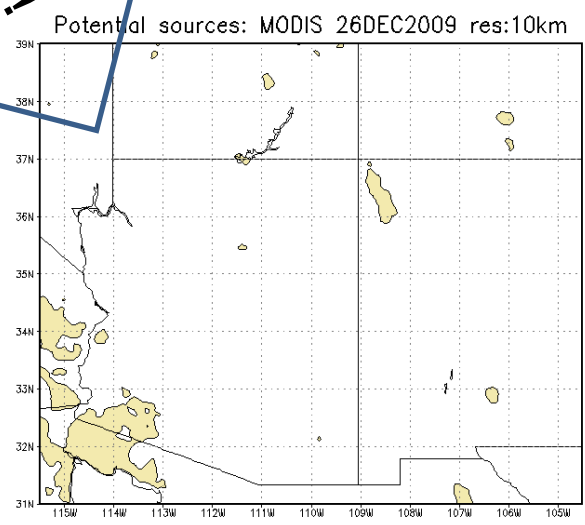 Potential sources: MODIS 26DEC2009 res:10km
39N
38N
37N
36N
35N
34N
33N
32N
31N
115W 114W 113W 112W 111W 110W 109W 108W 107W 106W 105W